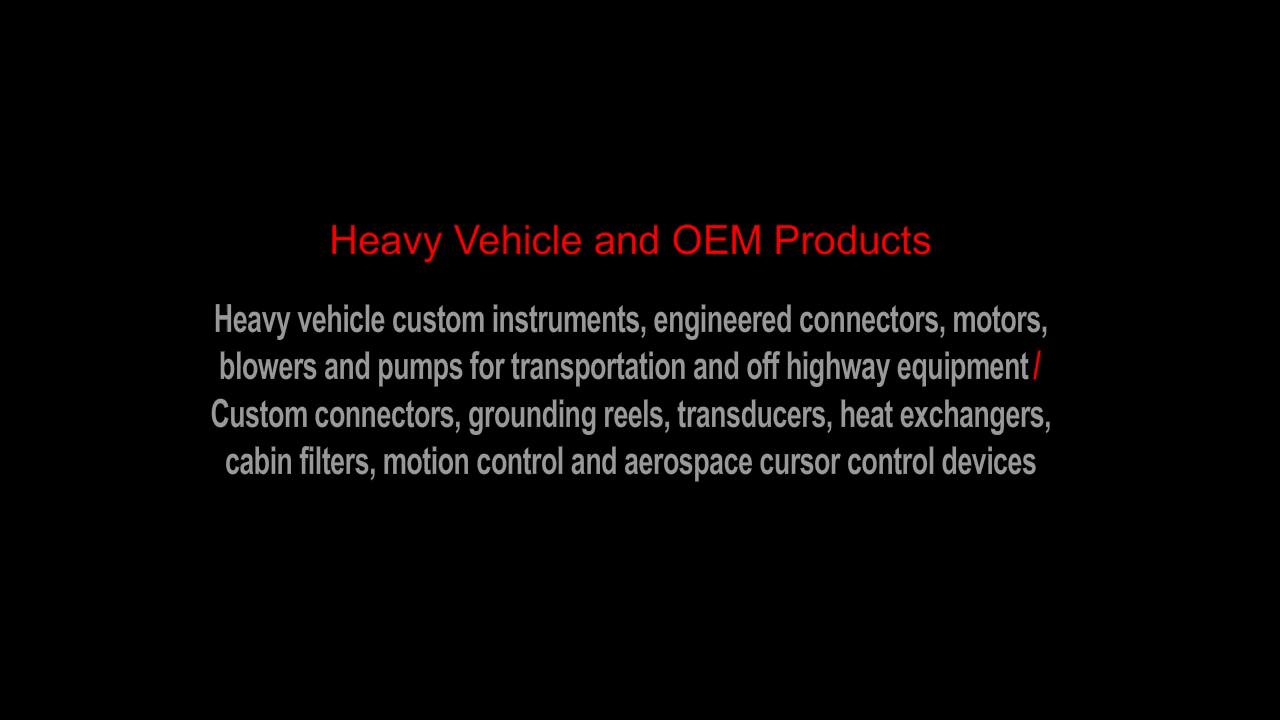 Heavy Vehicle and OEM Products
Heavy vehicle custom instruments, engineered connectors, motors,
blowers and pumps for transportation and off highway equipment /
Custom connectors, grounding reels, transducers, heat exchangers,
cabin filters, motion control and aerospace cursor control devices